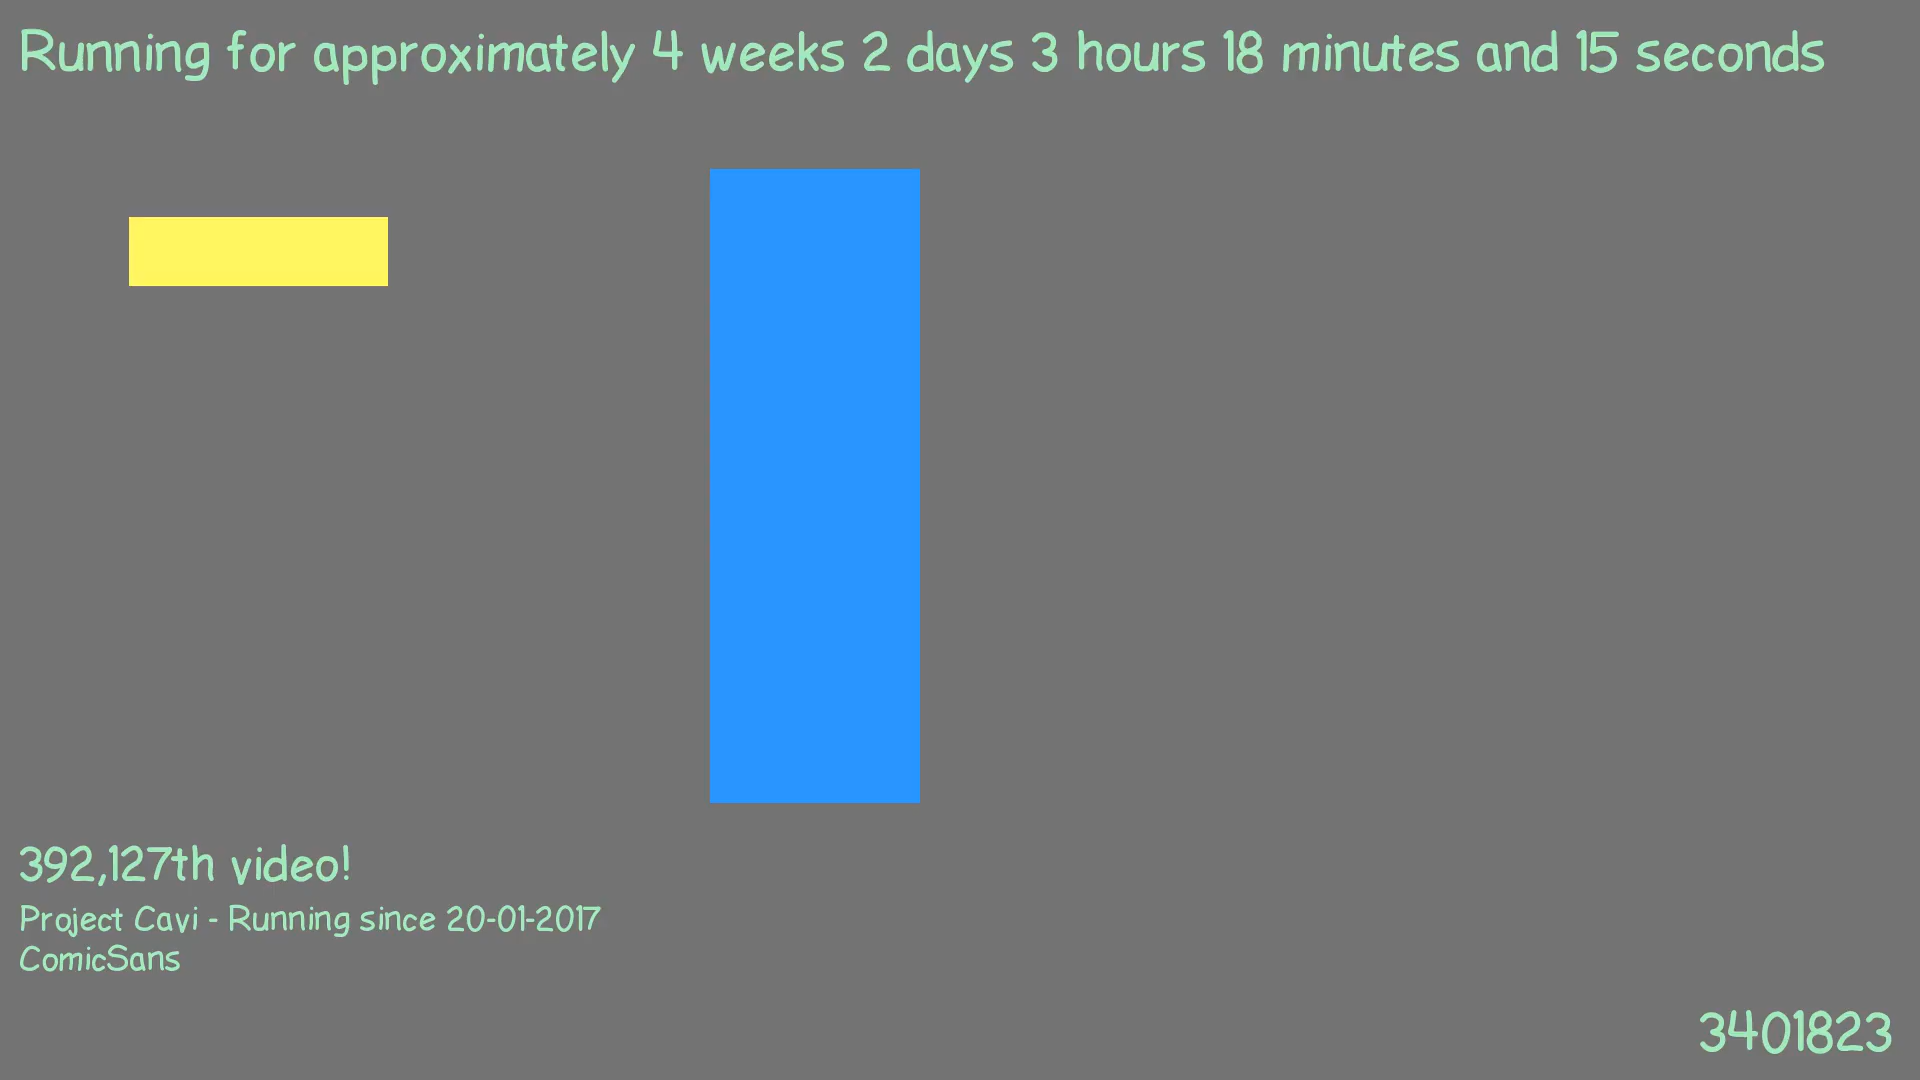 Running for approximately 4 weeks 2 days 3 hours 18 minutes and 15 seconds
392,127th video!
Project Cavi - Running since 20-01-2017
ComicSans
3401823